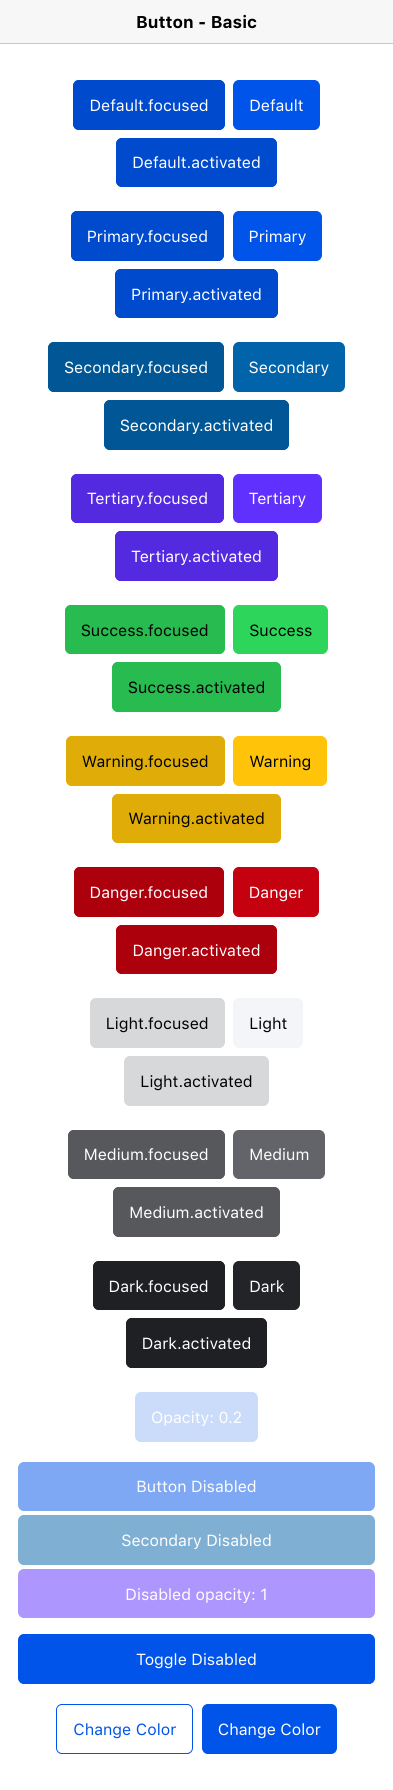 Button - Basic
Default.focused Default
Default.activated
Primary.focused Primary
Primary.activated
Secondary.focused Secondary
Secondary.activated
Tertiary.focused Tertiary
Tertiary.activated
Success.focused Success
Success.activated
Warning.focused Warning
Warning.activated
Danger.focused Danger
Danger.activated
Light.focused Light
Light.activated
Medium.focused Medium
Medium.activated
Dark.focused Dark
Dark.activated
Opacity: 0.2
Button Disabled
Secondary Disabled
Disabled opacity: 1
Toggle Disabled
Change Color Change Color